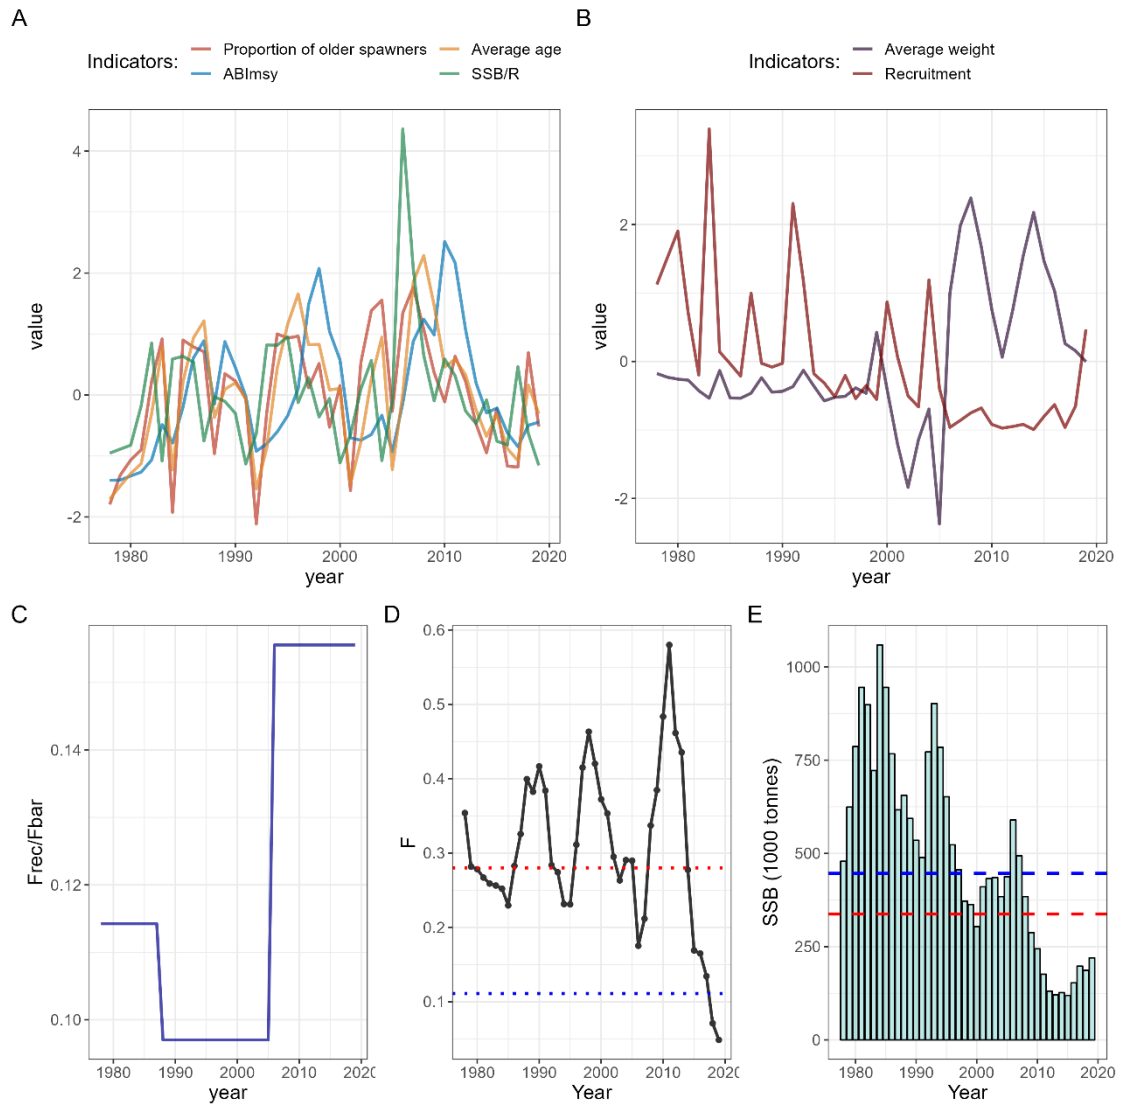 A
Indicators:
Proportion of older spawners
Average age
ABImsy
SSB/R
4
2
0
-2
value
1980
1990
2000
2010
2020
year
B
Indicators:
Average weight
Recruitment
2
0
-2
value
1980
1990
2000
2010
2020
year
C
0.14
0.12
0.10
Frec/Fbar
1980
1990
2000
2010
2020
year
D
0.6
0.5
0.4
0.3
0.2
0.1
F
1980
1990
2000
2010
2020
Year
E
1000
750
500
250
0
SSB (1000 tonnes)
1980
1990
2000
2010
2020
Year